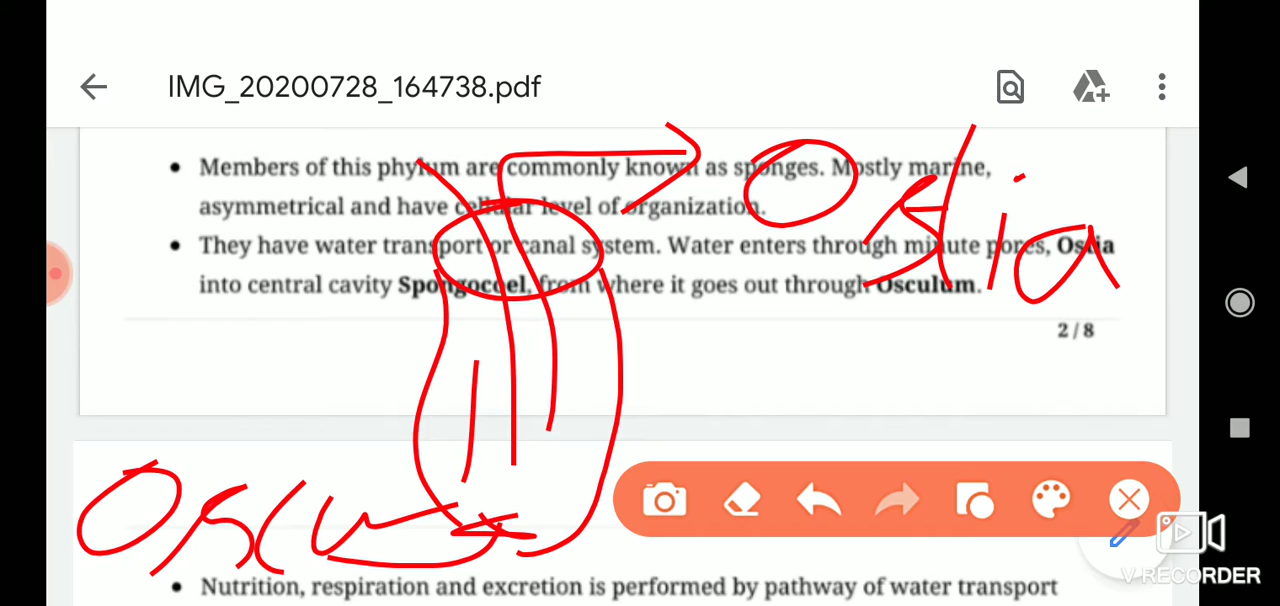 IMG_20200728_164738.pdf
• Members of this phylum are commonly known as sponges. Mostly marine,
asymmetrical and have cellular level of organization.
• They have water transport or canal system. Water enters through minute pores, Ostia
into central cavity Spongocoel, from where it goes out through Osculum.
Ostia
2 / 8
Oscu
• Nutrition, respiration and excretion is performed by pathway of water transport
V RECORDER